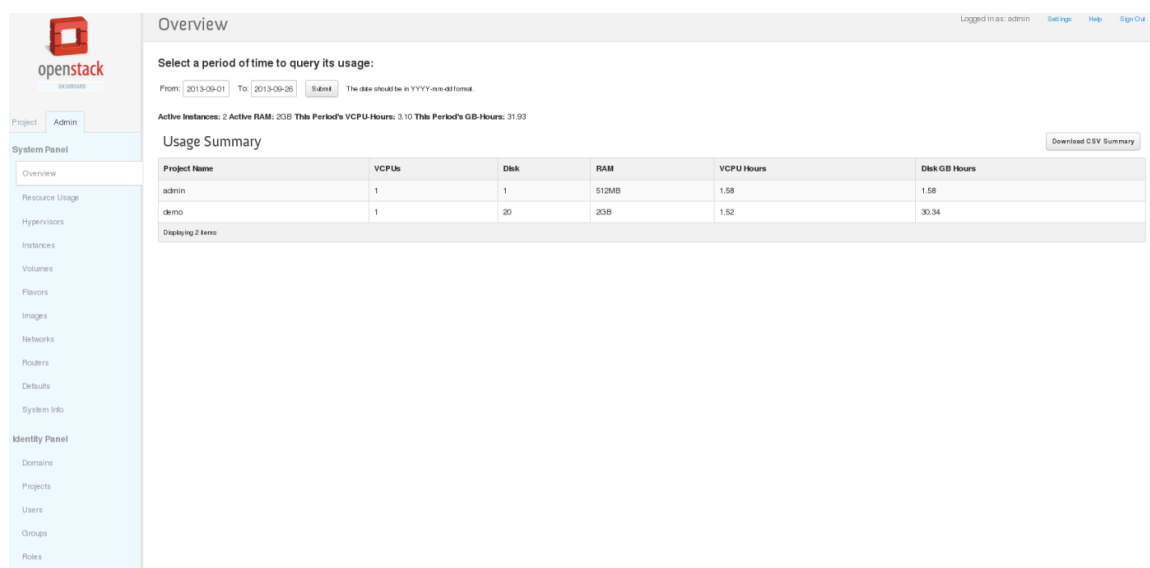 Overview
Logged in as: admin Settings Help Sign Out
openstack
DASHBOARD
Project Admin
System Panel
Overview
Resource Usage
Hypervisors
Instances
Volumes
Flavors
Images
Networks
Routers
Defaults
System Info
Identity Panel
Domains
Projects
Users
Groups
Roles
Select a period of time to query its usage:
From: 2013-09-01 To: 2013-09-26 Submit The date should be in YYYY-mm-dd format.
Active Instances: 2 Active RAM: 2GB This Period's VCPU-Hours: 3.10 This Period's GB-Hours: 31.93
Usage Summary
Download CSV Summary
Project Name VCPUs Disk RAM VCPU Hours Disk GB Hours
admin 1 1 512MB 1.58 1.58
demo 1 20 2GB 1.52 30.34
Displaying 2 items